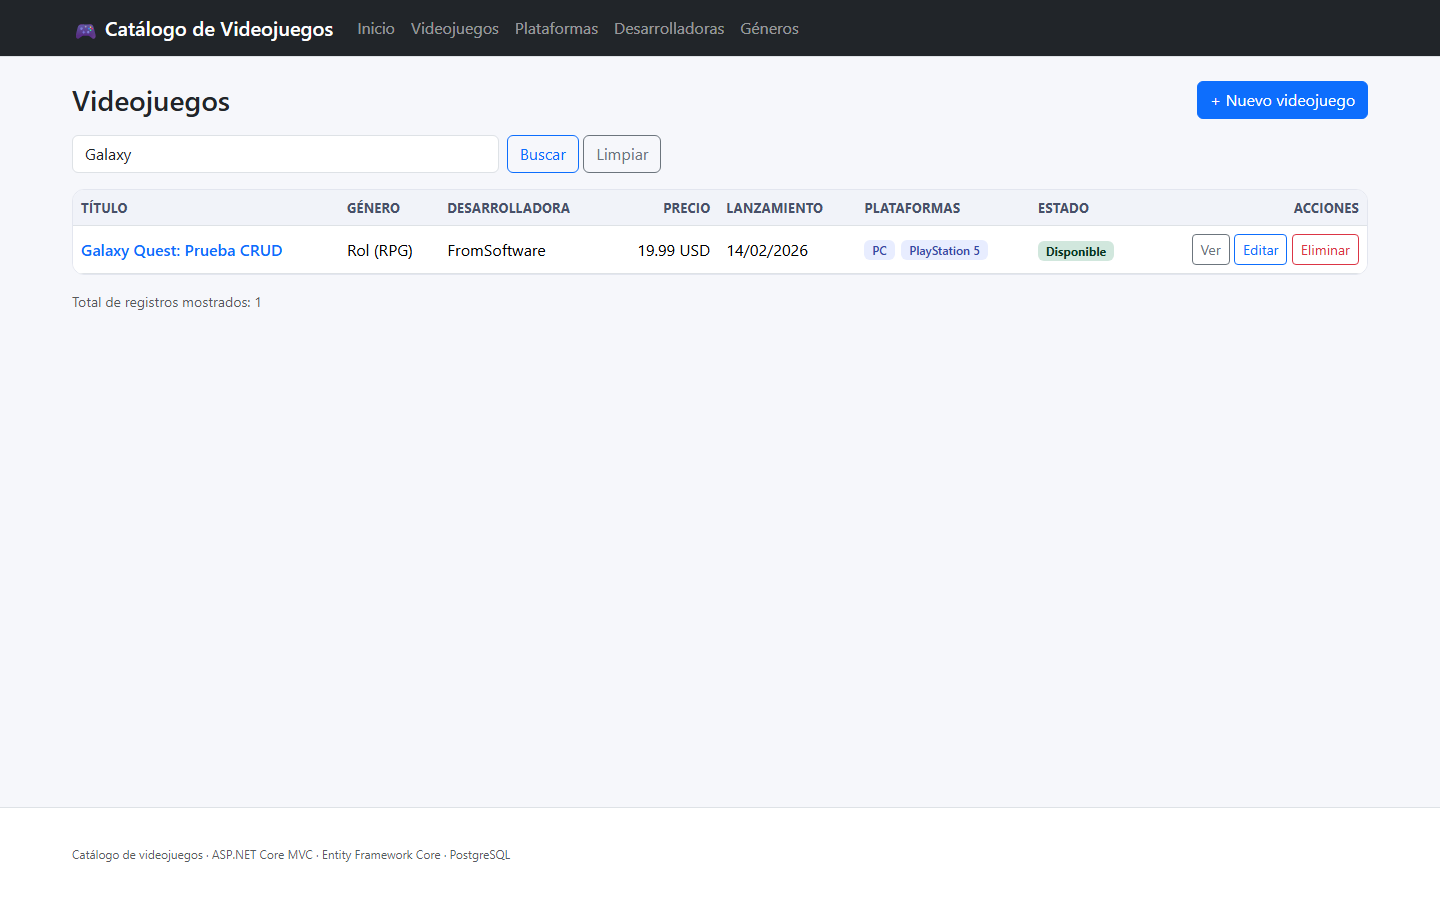 Catálogo de Videojuegos Inicio Videojuegos Plataformas Desarrolladoras Géneros
Videojuegos + Nuevo videojuego
Galaxy Buscar Limpiar
TÍTULO GÉNERO DESARROLLADORA PRECIO LANZAMIENTO PLATAFORMAS ESTADO ACCIONES
Galaxy Quest: Prueba CRUD Rol (RPG) FromSoftware 19.99 USD 14/02/2026 PC PlayStation 5 Disponible Ver Editar Eliminar
Total de registros mostrados: 1
Catálogo de videojuegos · ASP.NET Core MVC · Entity Framework Core · PostgreSQL